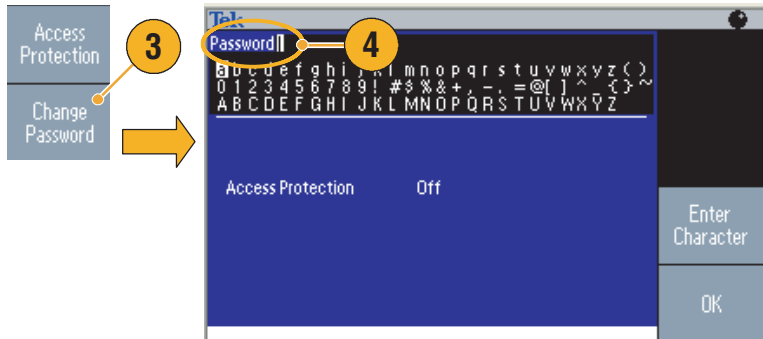 Access
Protection
3
Change
Password
Tek
Password
4
a b c d e f g h i j k l m n o p q r s t u v w x y z ( )
0 1 2 3 4 5 6 7 8 9 ! # $ % & + , - . = @ [ ] ^ _ { } ~
A B C D E F G H I J K L M N O P Q R S T U V W X Y Z
Access Protection Off
Enter
Character
OK